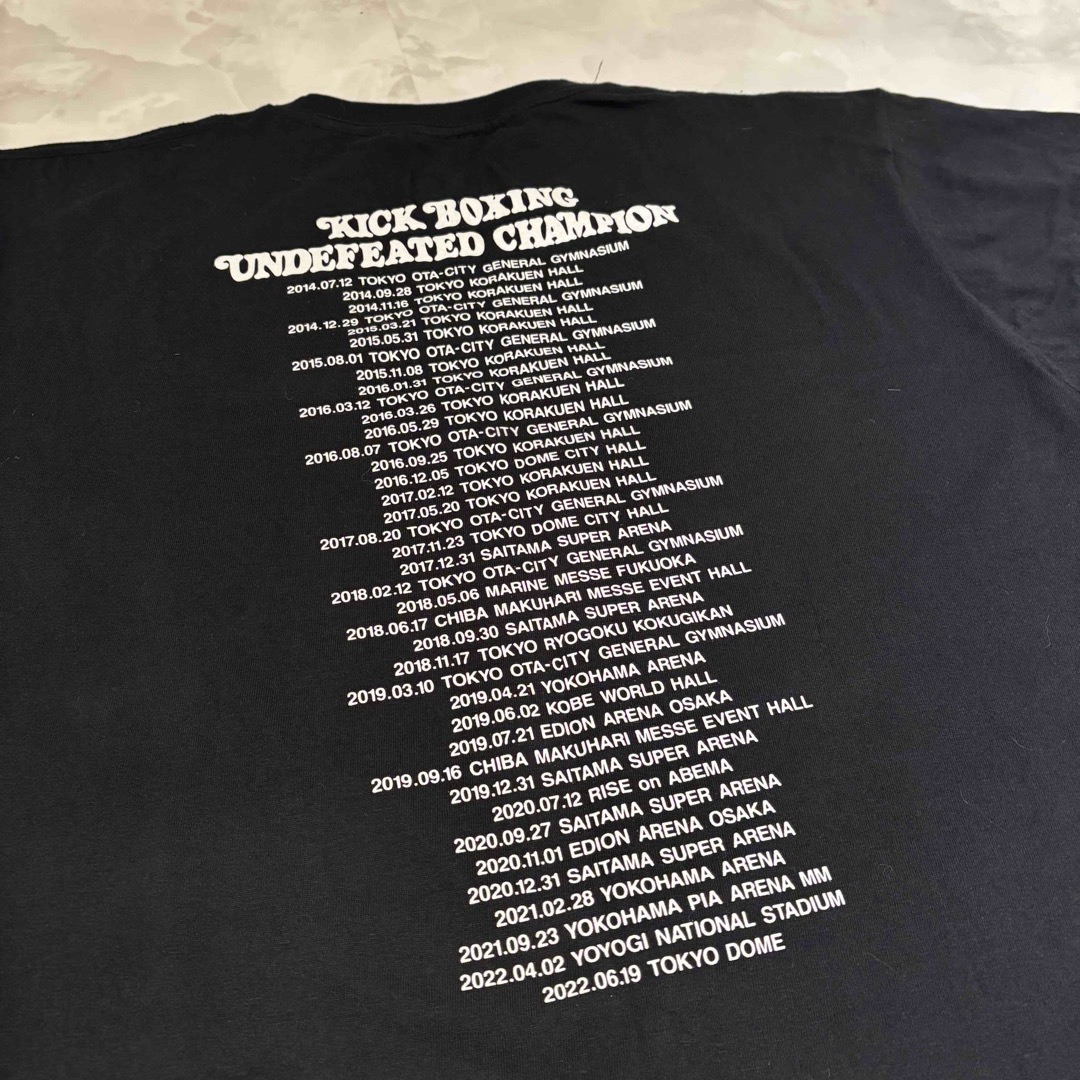 KICK BOXING
UNDEFEATED CHAMPION
2014.07.12 TOKYO OTA-CITY GENERAL GYMNASIUM
2014.09.28 TOKYO KORAKUEN HALL
2014.11.16 TOKYO KORAKUEN HALL
2014.12.29 TOKYO OTA-CITY GENERAL GYMNASIUM
2015.03.21 TOKYO KORAKUEN HALL
2015.05.31 TOKYO KORAKUEN HALL
2015.08.01 TOKYO OTA-CITY GENERAL GYMNASIUM
2015.11.08 TOKYO KORAKUEN HALL
2016.01.31 TOKYO KORAKUEN HALL
2016.03.12 TOKYO OTA-CITY GENERAL GYMNASIUM
2016.03.26 TOKYO KORAKUEN HALL
2016.05.29 TOKYO KORAKUEN HALL
2016.08.07 TOKYO OTA-CITY GENERAL GYMNASIUM
2016.09.25 TOKYO KORAKUEN HALL
2016.12.05 TOKYO DOME CITY HALL
2017.02.12 TOKYO KORAKUEN HALL
2017.05.20 TOKYO KORAKUEN HALL
2017.08.20 TOKYO OTA-CITY GENERAL GYMNASIUM
2017.11.23 TOKYO DOME CITY HALL
2017.12.31 SAITAMA SUPER ARENA
2018.02.12 TOKYO OTA-CITY GENERAL GYMNASIUM
2018.05.06 MARINE MESSE FUKUOKA
2018.06.17 CHIBA MAKUHARI MESSE EVENT HALL
2018.09.30 SAITAMA SUPER ARENA
2018.11.17 TOKYO RYOGOKU KOKUGIKAN
2019.03.10 TOKYO OTA-CITY GENERAL GYMNASIUM
2019.04.21 YOKOHAMA ARENA
2019.06.02 KOBE WORLD HALL
2019.07.21 EDION ARENA OSAKA
2019.09.16 CHIBA MAKUHARI MESSE EVENT HALL
2019.12.31 SAITAMA SUPER ARENA
2020.07.12 RISE on ABEMA
2020.09.27 SAITAMA SUPER ARENA
2020.11.01 EDION ARENA OSAKA
2020.12.31 SAITAMA SUPER ARENA
2021.02.28 YOKOHAMA ARENA
2021.09.23 YOKOHAMA PIA ARENA MM
2022.04.02 YOYOGI NATIONAL STADIUM
2022.06.19 TOKYO DOME